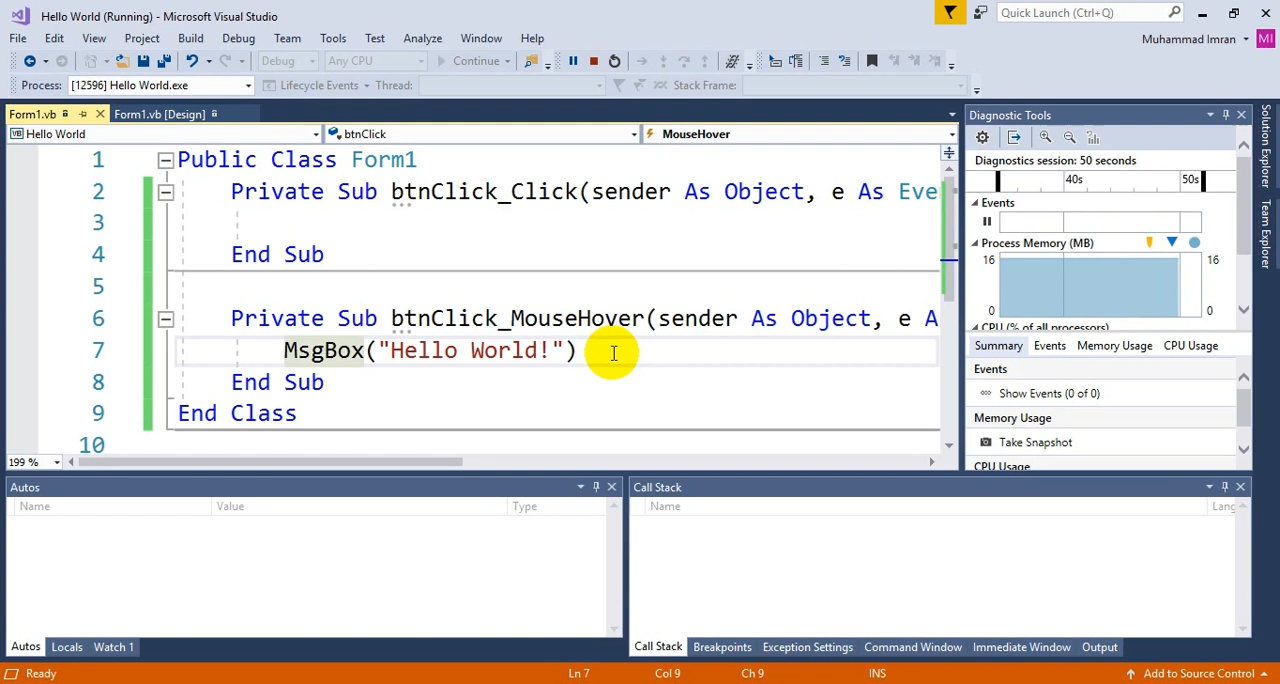 Hello World (Running) - Microsoft Visual Studio
Quick Launch (Ctrl+Q)
File Edit View Project Build Debug Team Tools Test Analyze Window Help
Muhammad Imran MI
Debug Any CPU Continue
Process: [12596] Hello World.exe Lifecycle Events Thread: Stack Frame:
Form1.vb Form1.vb [Design]
VB Hello World btnClick MouseHover
1 Public Class Form1
2 Private Sub btnClick_Click(sender As Object, e As Eve
3
4 End Sub
5
6 Private Sub btnClick_MouseHover(sender As Object, e A
7 MsgBox("Hello World!")
8 End Sub
9 End Class
10
199 %
Diagnostic Tools
Diagnostics session: 50 seconds
40s 50s
Events
Process Memory (MB)
16 16
0 0
CPU (% of all processors)
Summary Events Memory Usage CPU Usage
Events
Show Events (0 of 0)
Memory Usage
Take Snapshot
CPU Usage
Solution Explorer
Team Explorer
Autos
Name Value Type
Call Stack
Name Lang
Autos Locals Watch 1
Call Stack Breakpoints Exception Settings Command Window Immediate Window Output
Ready Ln 7 Col 9 Ch 9 INS Add to Source Control